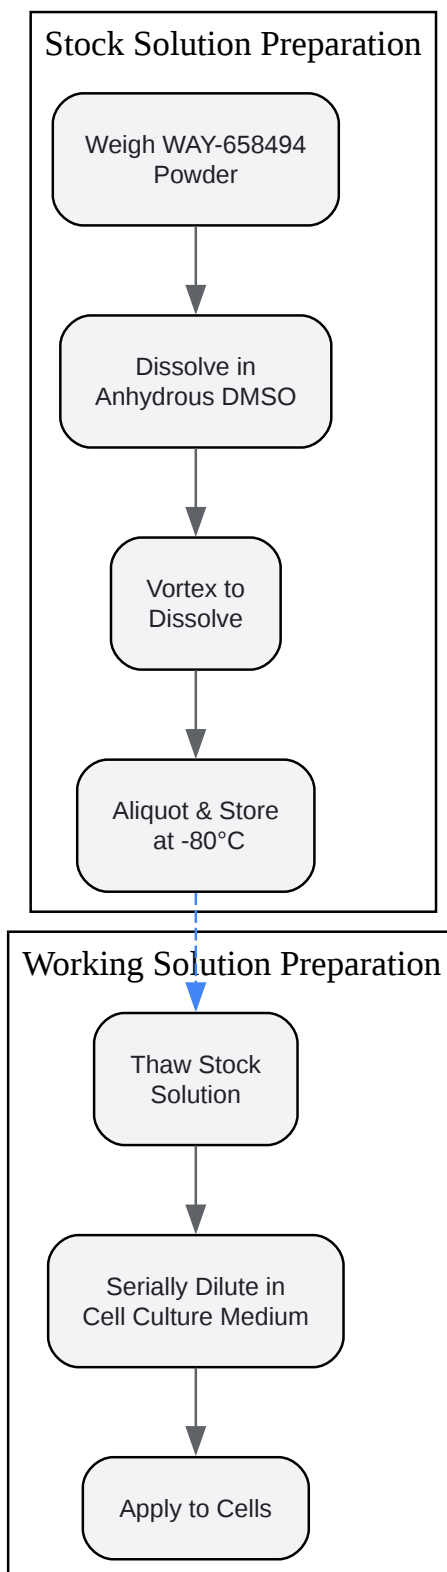 Stock Solution Preparation
Weigh WAY-658494
Powder
Dissolve in
Anhydrous DMSO
Vortex to
Dissolve
Aliquot & Store
at -80°C
Working Solution Preparation
Thaw Stock
Solution
Serially Dilute in
Cell Culture Medium
Apply to Cells